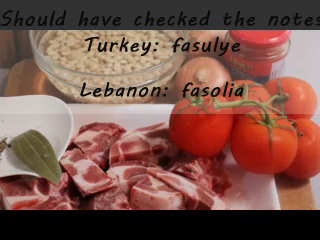 Should have checked the notes
Turkey: fasulye
Lebanon: fasolia